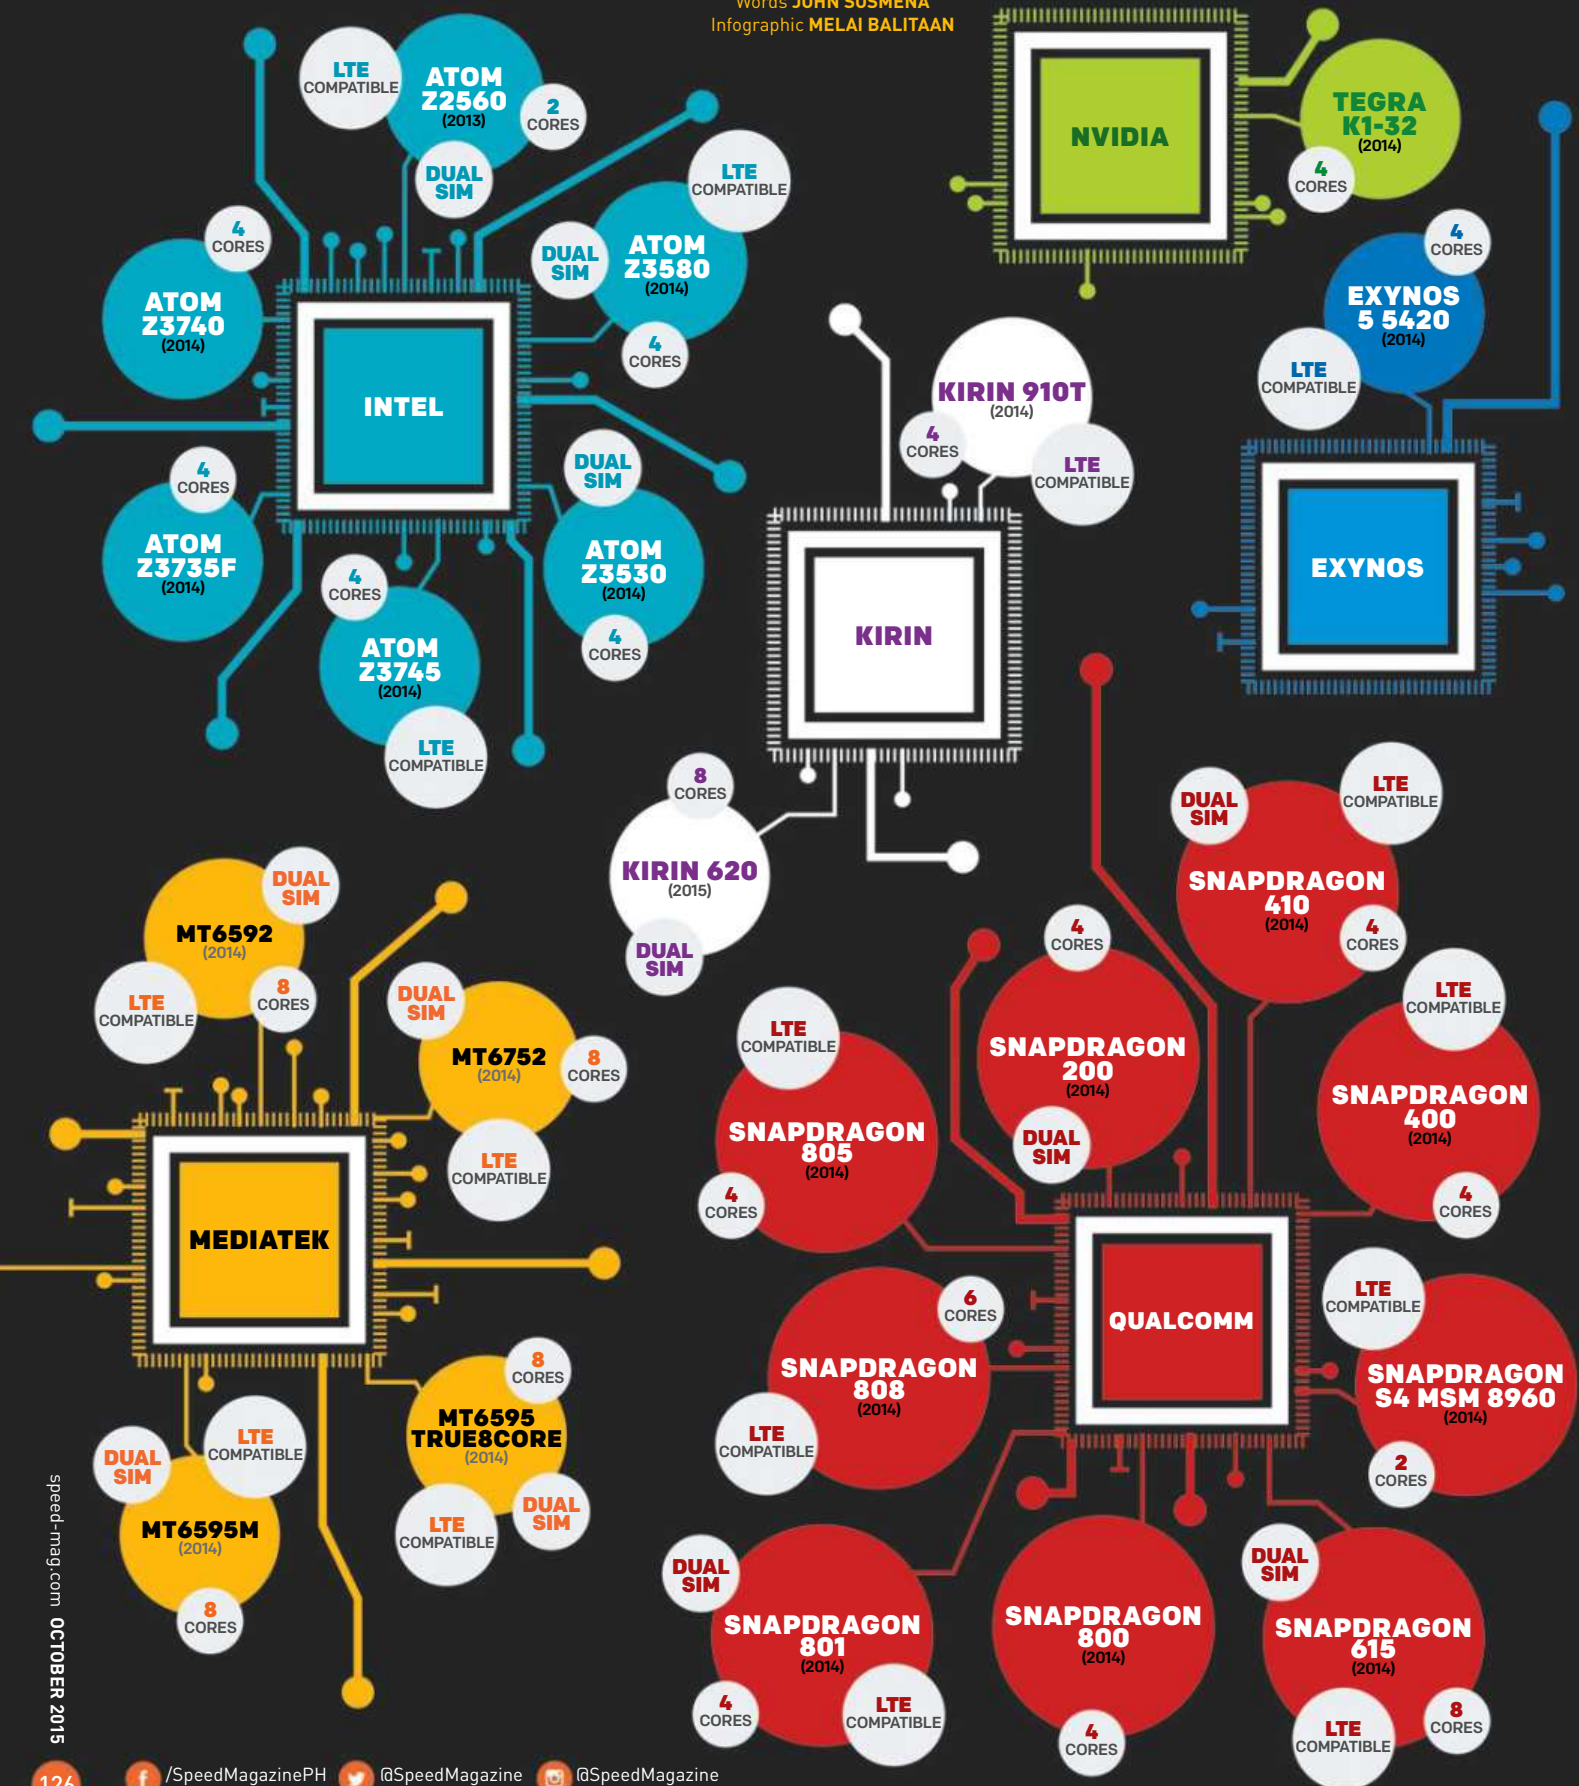 Words JOHN SUSMENA
Infographic MELAI BALITAAN
LTE
COMPATIBLE
ATOM
Z2560
(2013)
2
CORES
DUAL
SIM
LTE
COMPATIBLE
DUAL
SIM
ATOM
Z3580
(2014)
4
CORES
4
CORES
ATOM
Z3740
(2014)
INTEL
4
CORES
ATOM
Z3735F
(2014)
4
CORES
ATOM
Z3745
(2014)
LTE
COMPATIBLE
DUAL
SIM
ATOM
Z3530
(2014)
4
CORES
NVIDIA
TEGRA
K1-32
(2014)
4
CORES
4
CORES
EXYNOS
5 5420
(2014)
LTE
COMPATIBLE
EXYNOS
KIRIN 910T
(2014)
4
CORES
LTE
COMPATIBLE
KIRIN
8
CORES
KIRIN 620
(2015)
DUAL
SIM
DUAL
SIM
MT6592
(2014)
LTE
COMPATIBLE
8
CORES
DUAL
SIM
MT6752
(2014)
8
CORES
LTE
COMPATIBLE
MEDIATEK
8
CORES
MT6595
TRUE8CORE
(2014)
LTE
COMPATIBLE
DUAL
SIM
DUAL
SIM
LTE
COMPATIBLE
MT6595M
(2014)
8
CORES
DUAL
SIM
LTE
COMPATIBLE
SNAPDRAGON
410
(2014)
4
CORES
4
CORES
SNAPDRAGON
200
(2014)
DUAL
SIM
LTE
COMPATIBLE
SNAPDRAGON
400
(2014)
4
CORES
LTE
COMPATIBLE
SNAPDRAGON
805
(2014)
4
CORES
QUALCOMM
6
CORES
SNAPDRAGON
808
(2014)
LTE
COMPATIBLE
LTE
COMPATIBLE
SNAPDRAGON
S4 MSM 8960
(2014)
2
CORES
DUAL
SIM
SNAPDRAGON
801
(2014)
4
CORES
LTE
COMPATIBLE
SNAPDRAGON
800
(2014)
4
CORES
DUAL
SIM
SNAPDRAGON
615
(2014)
LTE
COMPATIBLE
8
CORES
speed-mag.com OCTOBER 2015
126
/SpeedMagazinePH @SpeedMagazine @SpeedMagazine